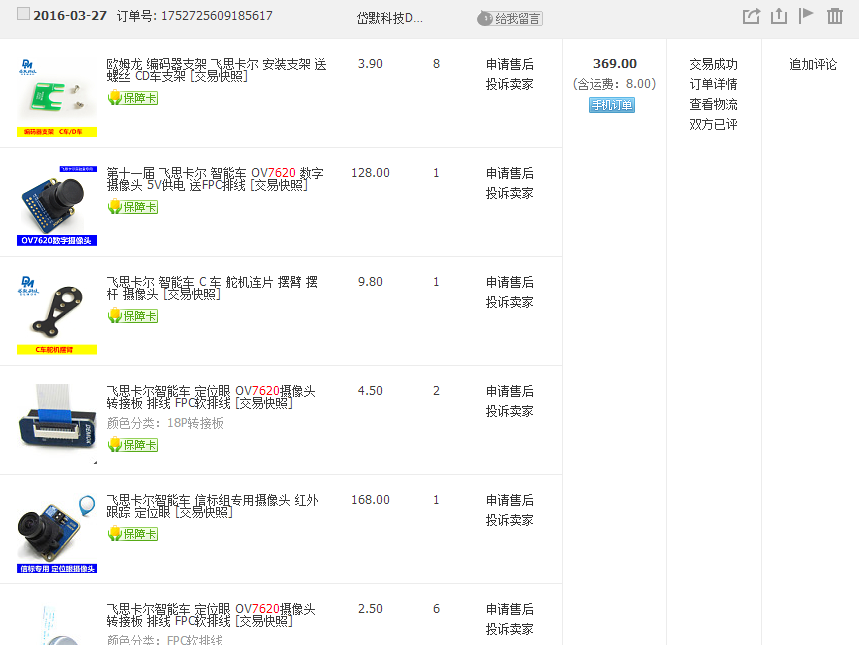 2016-03-27 订单号: 1752725609185617
岱默科技D...
给我留言
欧姆龙 编码器支架 飞思卡尔 安装支架 送
螺丝 CD车支架 [交易快照]
保障卡
编码器支架 C车/D车
3.90
8
申请售后
投诉卖家
369.00
(含运费: 8.00)
手机订单
交易成功
订单详情
查看物流
双方已评
追加评论
第十一届 飞思卡尔 智能车 OV7620 数字
摄像头 5V供电 送FPC排线 [交易快照]
保障卡
OV7620数字摄像头
128.00
1
申请售后
投诉卖家
飞思卡尔 智能车 C 车 舵机连片 摆臂 摆
杆 摄像头 [交易快照]
保障卡
C车舵机摆臂
9.80
1
申请售后
投诉卖家
飞思卡尔智能车 定位眼 OV7620摄像头
转接板 排线 FPC软排线 [交易快照]
颜色分类: 18P转接板
保障卡
4.50
2
申请售后
投诉卖家
飞思卡尔智能车 信标组专用摄像头 红外
跟踪 定位眼 [交易快照]
保障卡
信标专用 定位眼摄像头
168.00
1
申请售后
投诉卖家
飞思卡尔智能车 定位眼 OV7620摄像头
转接板 排线 FPC软排线 [交易快照]
颜色分类: FPC软排线
2.50
6
申请售后
投诉卖家